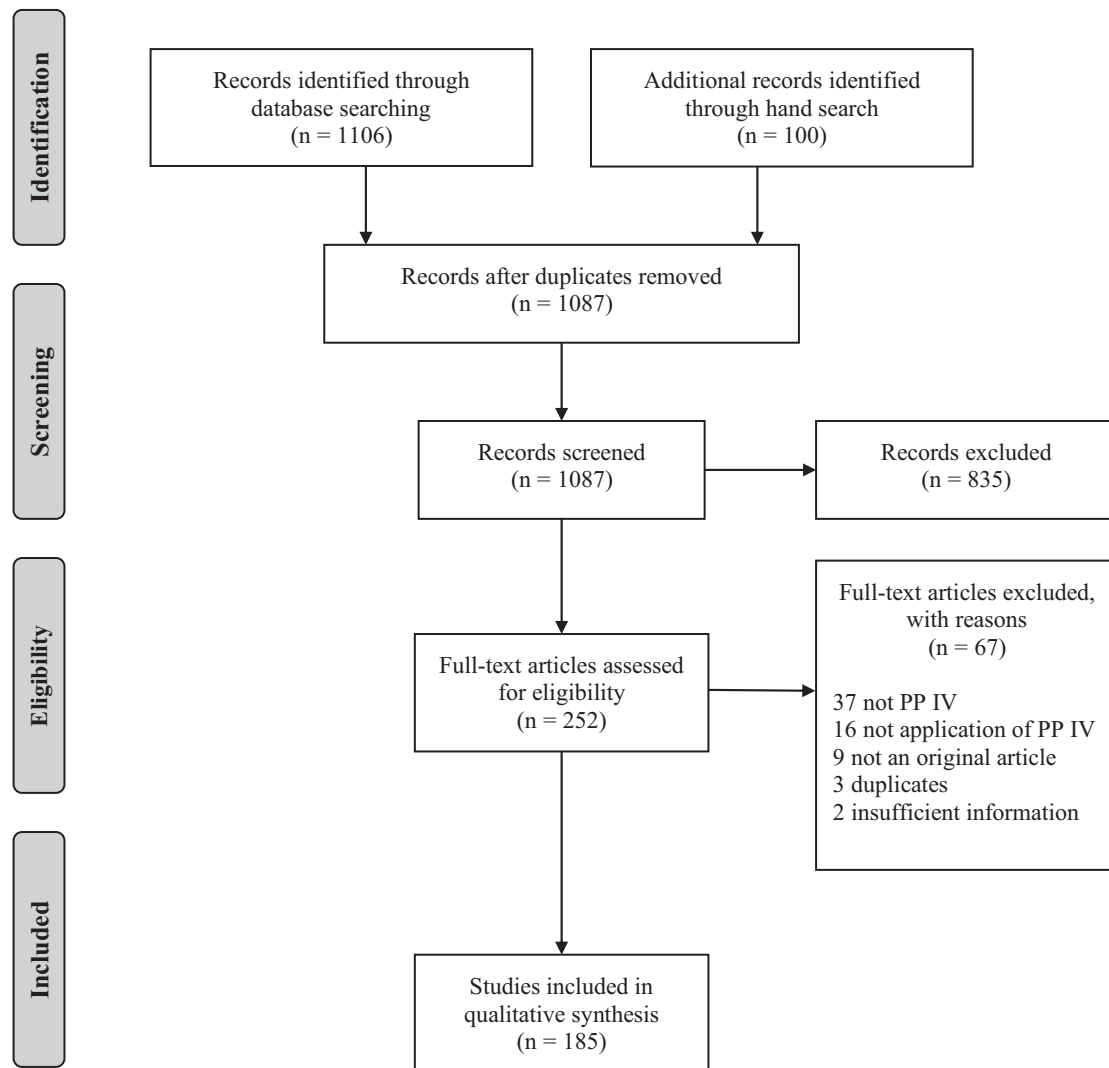 Identification
Records identified through
database searching
(n = 1106)
Additional records identified
through hand search
(n = 100)
Records after duplicates removed
(n = 1087)
Screening
Records screened
(n = 1087)
Records excluded
(n = 835)
Eligibility
Full-text articles assessed
for eligibility
(n = 252)
Full-text articles excluded,
with reasons
(n = 67)
37 not PP IV
16 not application of PP IV
9 not an original article
3 duplicates
2 insufficient information
Included
Studies included in
qualitative synthesis
(n = 185)